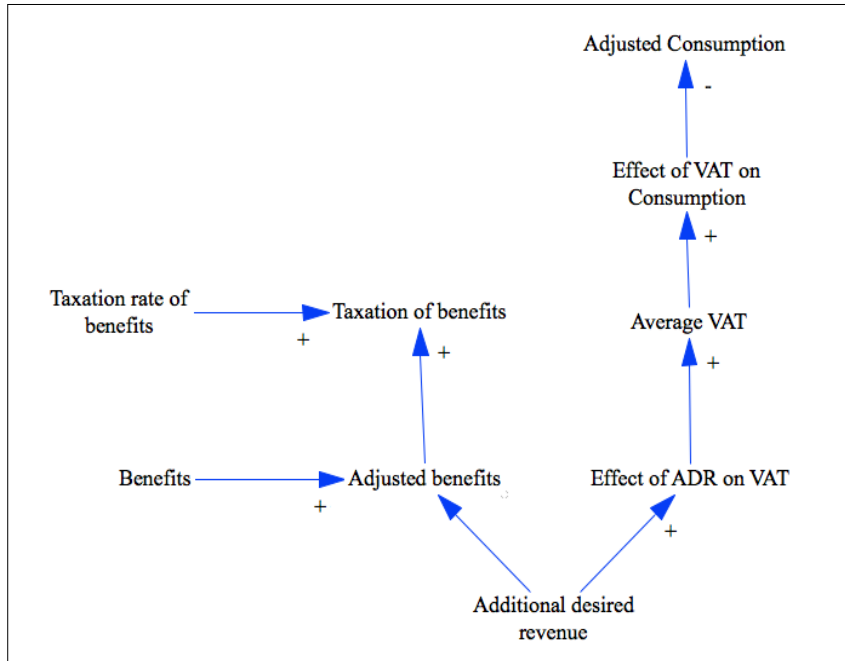 Adjusted Consumption
-
Effect of VAT on
Consumption
+
Taxation rate of
benefits
Taxation of benefits
+
+
Average VAT
+
Benefits
+
Adjusted benefits
Effect of ADR on VAT
+
Additional desired
revenue